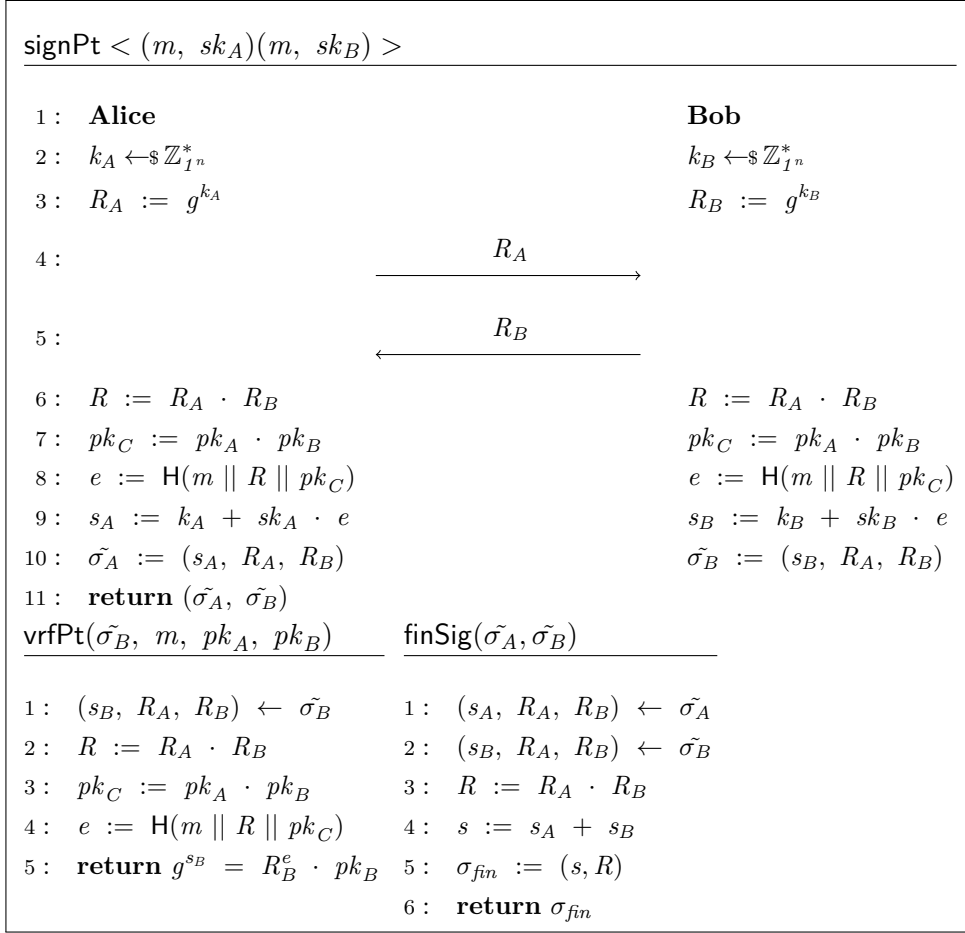 signPt < (m, sk_A)(m, sk_B) >
1 : Alice Bob
2 : k_A ←$ ℤ*_{1^n} k_B ←$ ℤ*_{1^n}
3 : R_A := g^{k_A} R_B := g^{k_B}
4 : R_A
5 : R_B
6 : R := R_A · R_B R := R_A · R_B
7 : pk_C := pk_A · pk_B pk_C := pk_A · pk_B
8 : e := H(m || R || pk_C) e := H(m || R || pk_C)
9 : s_A := k_A + sk_A · e s_B := k_B + sk_B · e
10 : σ̃_A := (s_A, R_A, R_B) σ̃_B := (s_B, R_A, R_B)
11 : return (σ̃_A, σ̃_B)
vrfPt(σ̃_B, m, pk_A, pk_B)
1 : (s_B, R_A, R_B) ← σ̃_B
2 : R := R_A · R_B
3 : pk_C := pk_A · pk_B
4 : e := H(m || R || pk_C)
5 : return g^{s_B} = R_B^e · pk_B
finSig(σ̃_A, σ̃_B)
1 : (s_A, R_A, R_B) ← σ̃_A
2 : (s_B, R_A, R_B) ← σ̃_B
3 : R := R_A · R_B
4 : s := s_A + s_B
5 : σ_fin := (s, R)
6 : return σ_fin